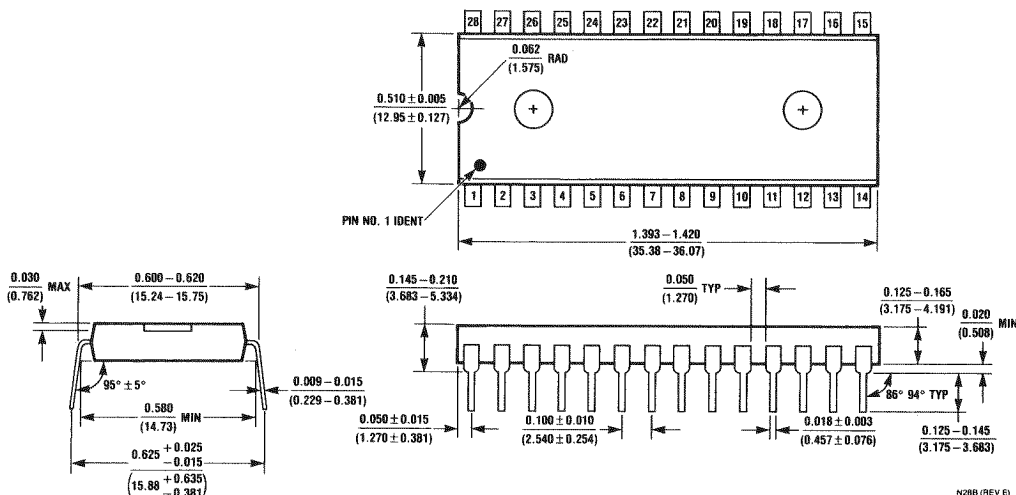 28 27 26 25 24 23 22 21 20 19 18 17 16 15
0.062
(1.575)
RAD
0.510 ± 0.005
(12.95 ± 0.127)
1 2 3 4 5 6 7 8 9 10 11 12 13 14
PIN NO. 1 IDENT
1.393 – 1.420
(35.38 – 36.07)
0.030
(0.762)
MAX
0.600 – 0.620
(15.24 – 15.75)
95° ± 5°
0.009 – 0.015
(0.229 – 0.381)
0.580
(14.73)
MIN
0.625 + 0.025
– 0.015
(15.88 + 0.635
– 0.381)
0.145 – 0.210
(3.683 – 5.334)
0.050
(1.270)
TYP
0.125 – 0.165
(3.175 – 4.191)
0.020
(0.508)
MIN
86° 94° TYP
0.050 ± 0.015
(1.270 ± 0.381)
0.100 ± 0.010
(2.540 ± 0.254)
0.018 ± 0.003
(0.457 ± 0.076)
0.125 – 0.145
(3.175 – 3.683)
N28B (REV E)